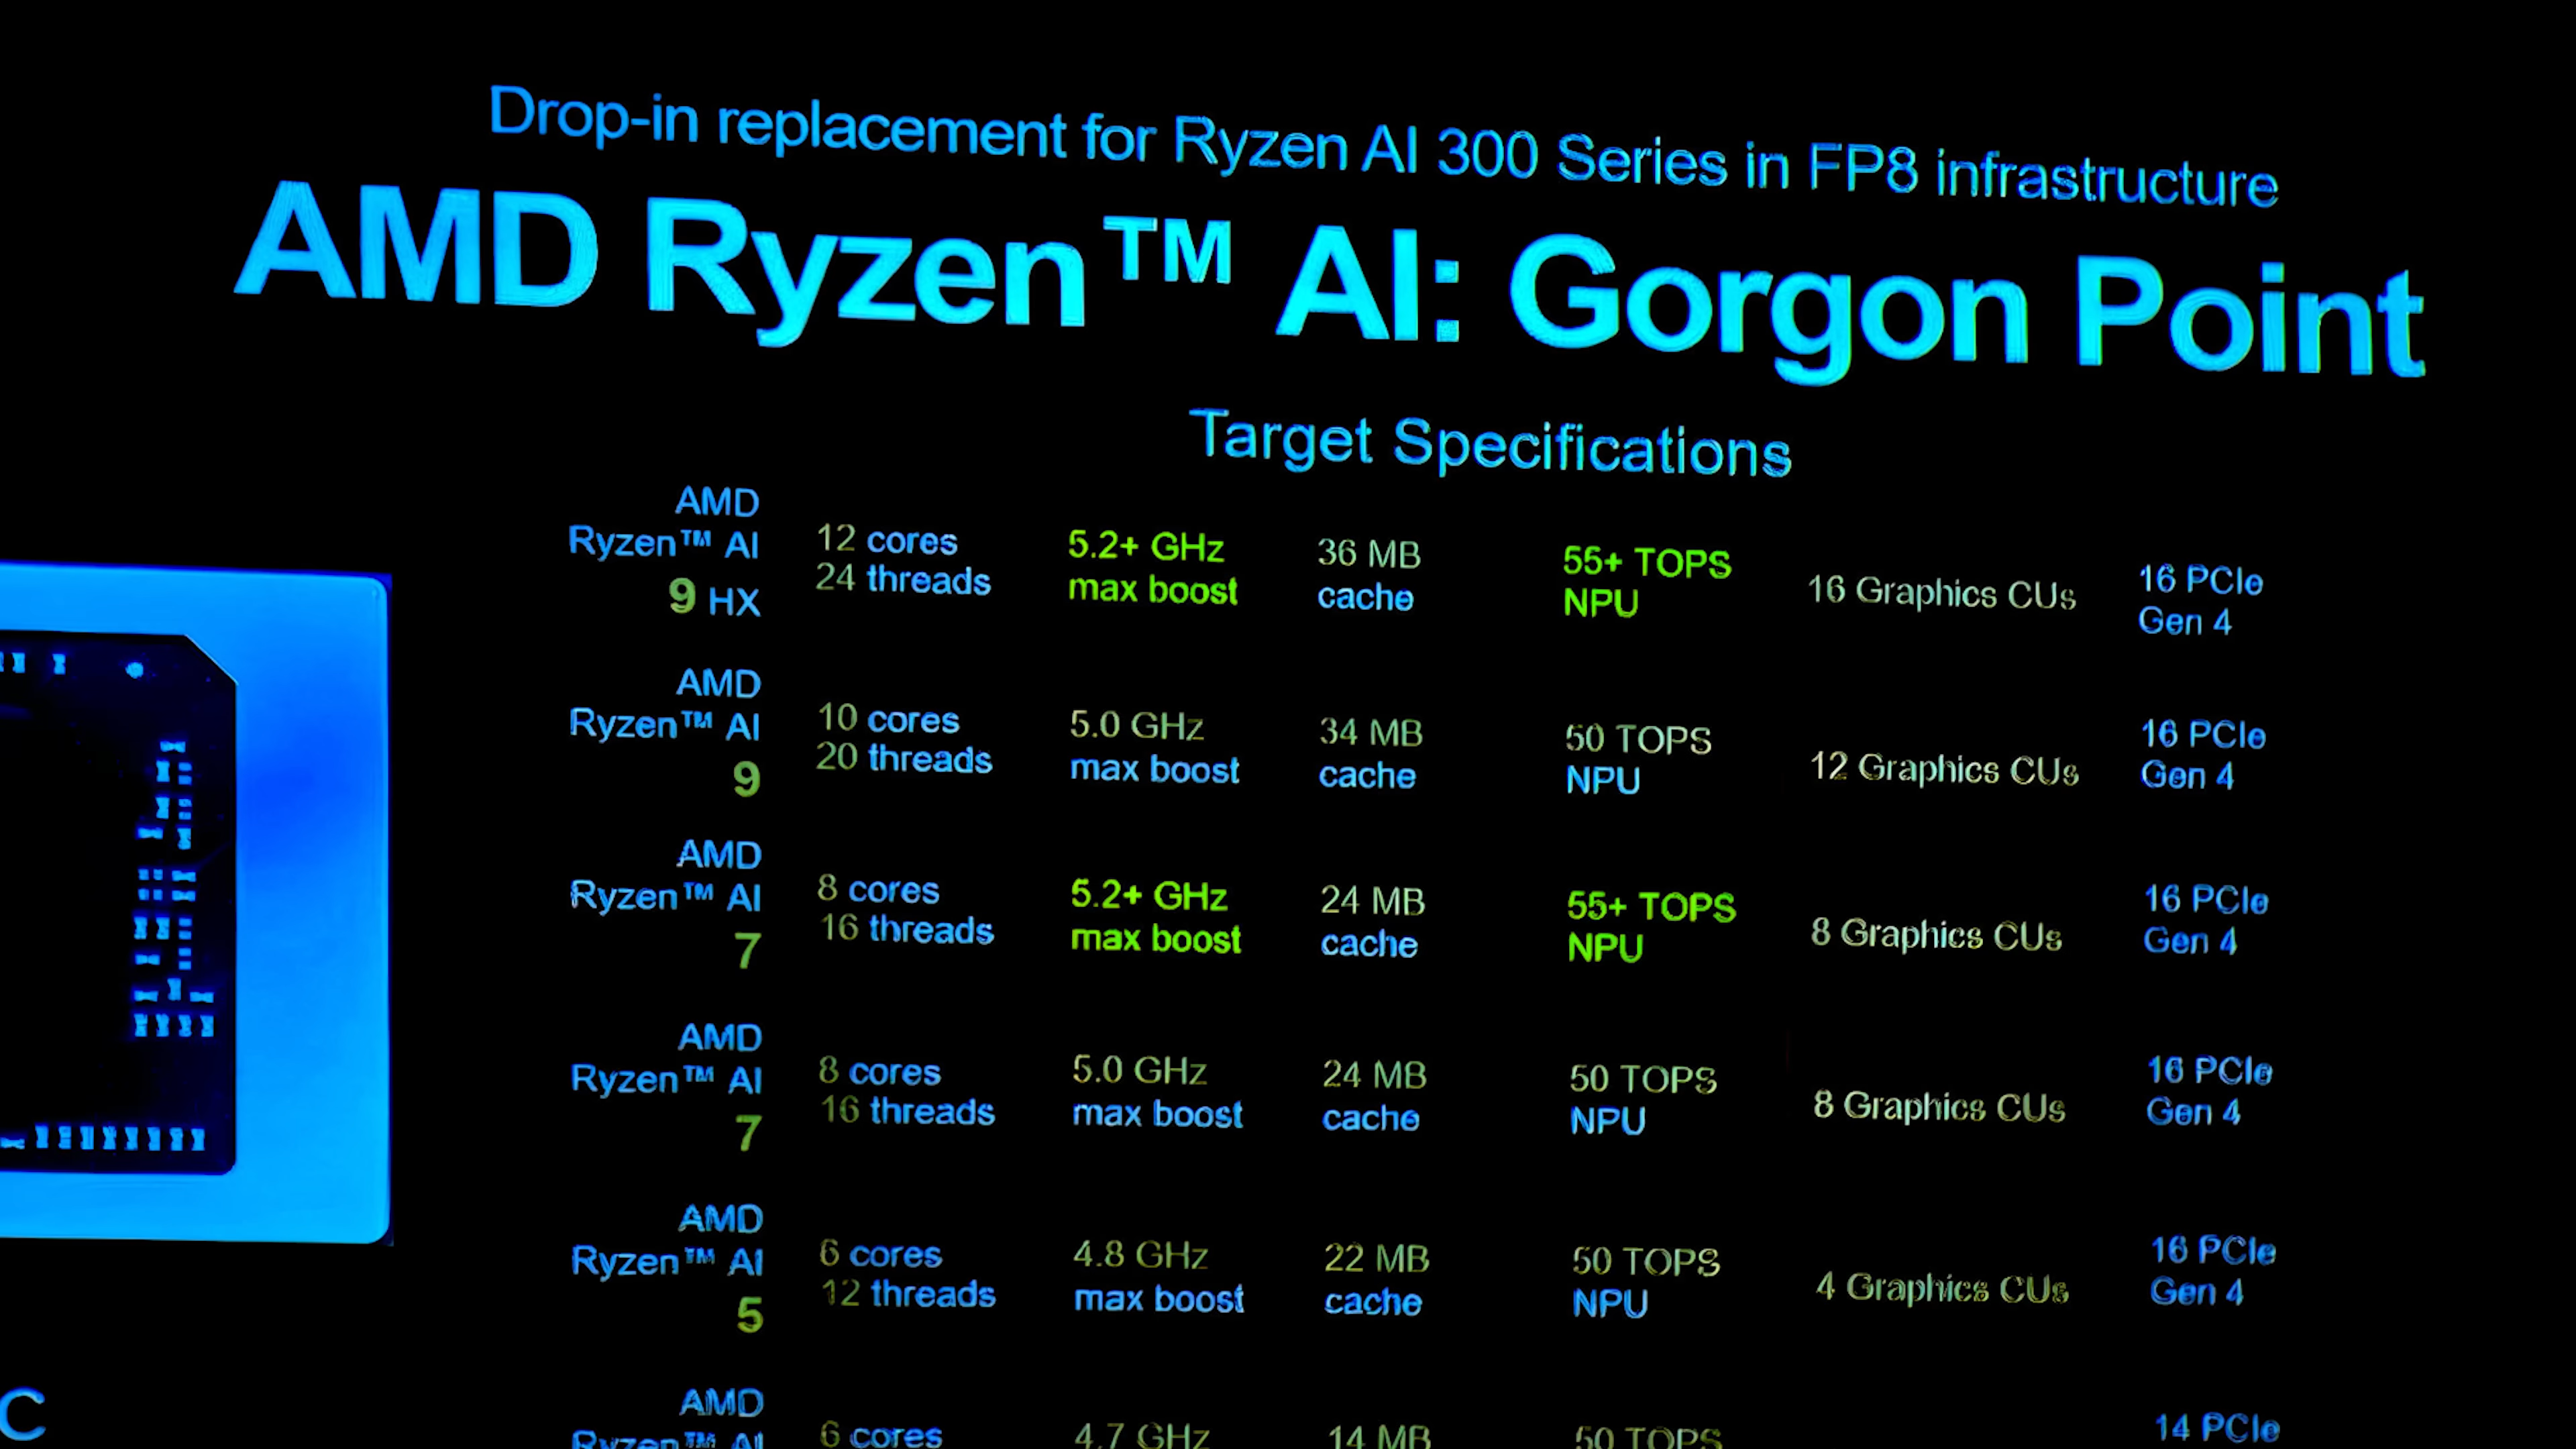 Drop-in replacement for Ryzen AI 300 Series in FP8 infrastructure
AMD Ryzen™ AI: Gorgon Point
Target Specifications
AMD
Ryzen™ AI
9 HX
12 cores
24 threads
5.2+ GHz
max boost
36 MB
cache
55+ TOPS
NPU
16 Graphics CUs
16 PCIe
Gen 4
AMD
Ryzen™ AI
9
10 cores
20 threads
5.0 GHz
max boost
34 MB
cache
50 TOPS
NPU
12 Graphics CUs
16 PCIe
Gen 4
AMD
Ryzen™ AI
7
8 cores
16 threads
5.2+ GHz
max boost
24 MB
cache
55+ TOPS
NPU
8 Graphics CUs
16 PCIe
Gen 4
AMD
Ryzen™ AI
7
8 cores
16 threads
5.0 GHz
max boost
24 MB
cache
50 TOPS
NPU
8 Graphics CUs
16 PCIe
Gen 4
AMD
Ryzen™ AI
5
6 cores
12 threads
4.8 GHz
max boost
22 MB
cache
50 TOPS
NPU
4 Graphics CUs
16 PCIe
Gen 4
AMD
Ryzen™ AI
6 cores
4.7 GHz
14 MB
50 TOPS
14 PCIe
C